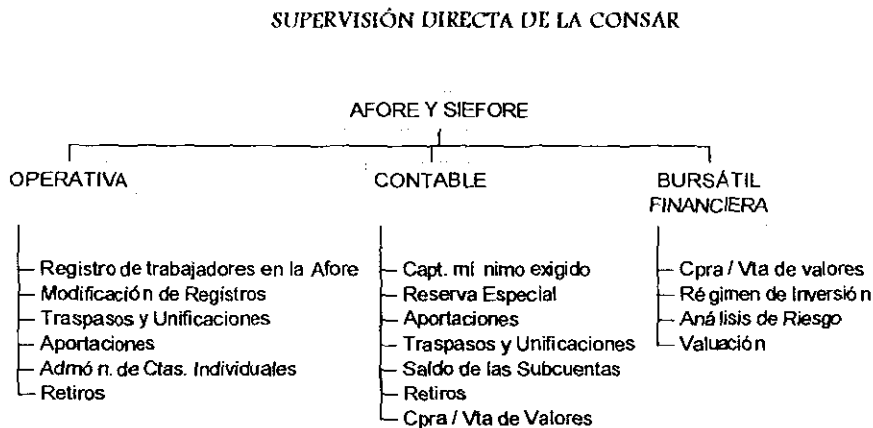 SUPERVISIÓN DIRECTA DE LA CONSAR
AFORE Y SIEFORE
OPERATIVA
Registro de trabajadores en la Afore
Modificación de Registros
Traspasos y Unificaciones
Aportaciones
Admón. de Ctas. Individuales
Retiros
CONTABLE
Capt. mínimo exigido
Reserva Especial
Aportaciones
Traspasos y Unificaciones
Saldo de las Subcuentas
Retiros
Cpra / Vta de Valores
BURSÁTIL
FINANCIERA
Cpra / Vta de valores
Régimen de Inversión
Análisis de Riesgo
Valuación